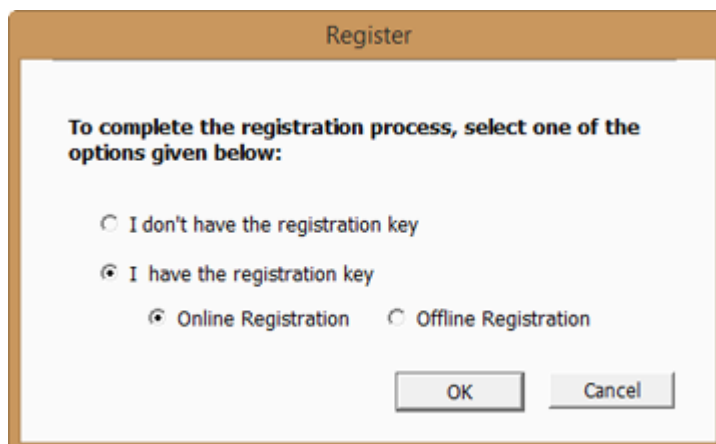 Register
To complete the registration process, select one of the
options given below:
I don't have the registration key
I have the registration key
Online Registration Offline Registration
OK Cancel